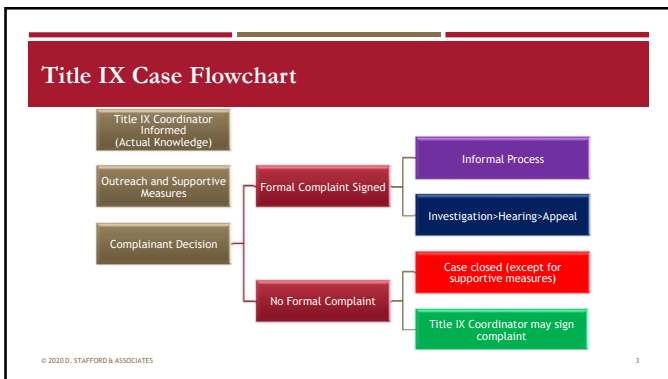 Title IX Case Flowchart
Title IX Coordinator
Informed
(Actual Knowledge)
Outreach and Supportive
Measures
Complainant Decision
Formal Complaint Signed
No Formal Complaint
Informal Process
Investigation>Hearing>Appeal
Case closed (except for
supportive measures)
Title IX Coordinator may sign
complaint
© 2020 D. STAFFORD & ASSOCIATES
3